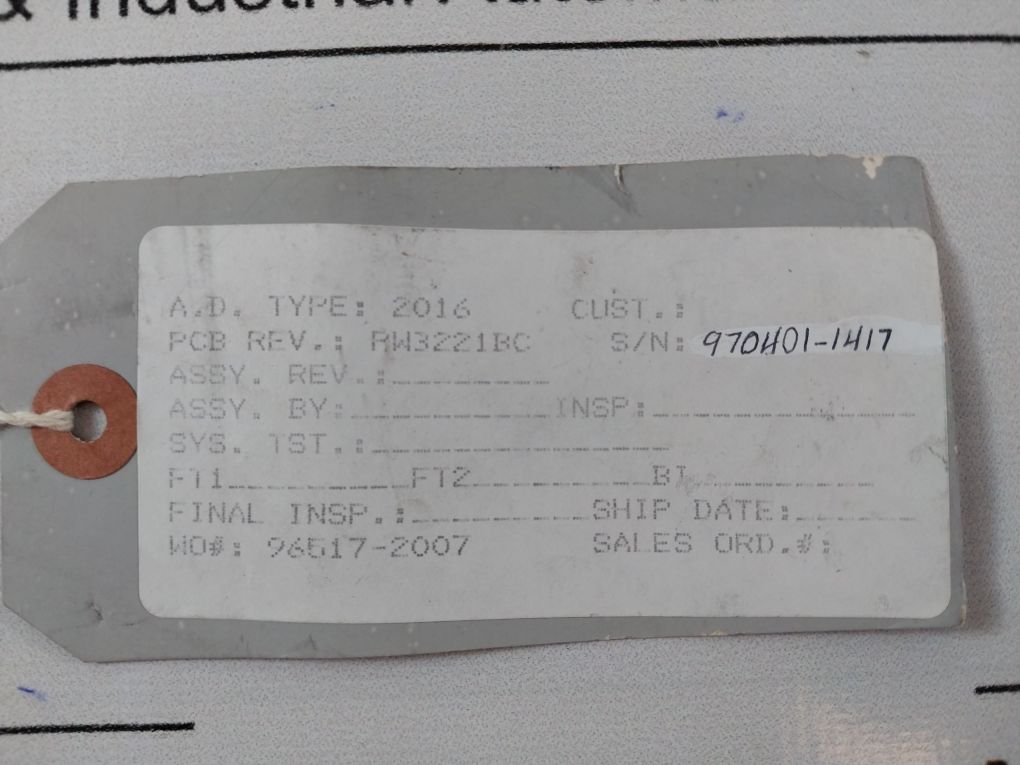 & Industrial
A.D. TYPE: 2016 CUST.:
PCB REV.: RW3221BC S/N: 970401-1417
ASSY. REV.:
ASSY. BY: INSP:
SYS. TST.:
FT1 FT2 BI
FINAL INSP.: SHIP DATE:
WO#: 96517-2007 SALES ORD.#: